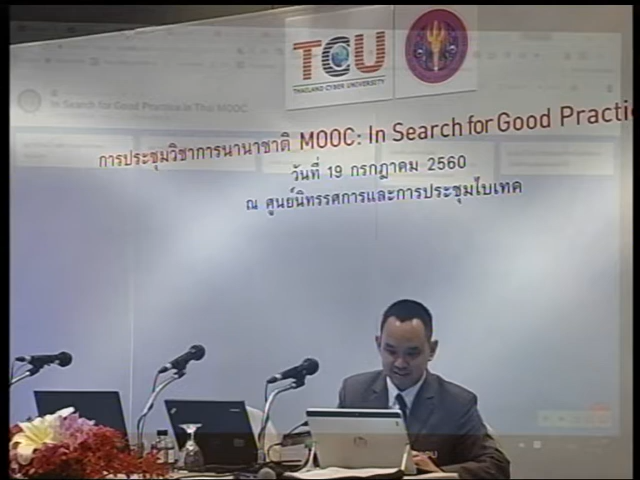 TCU
THAILAND CYBER UNIVERSITY
In Search for Good Practice in Thai MOOC
การประชุมวิชาการนานาชาติ MOOC: In Search for Good Practi
วันที่ 19 กรกฎาคม 2560
ณ ศูนย์นิทรรศการและการประชุมไบเทค
hp